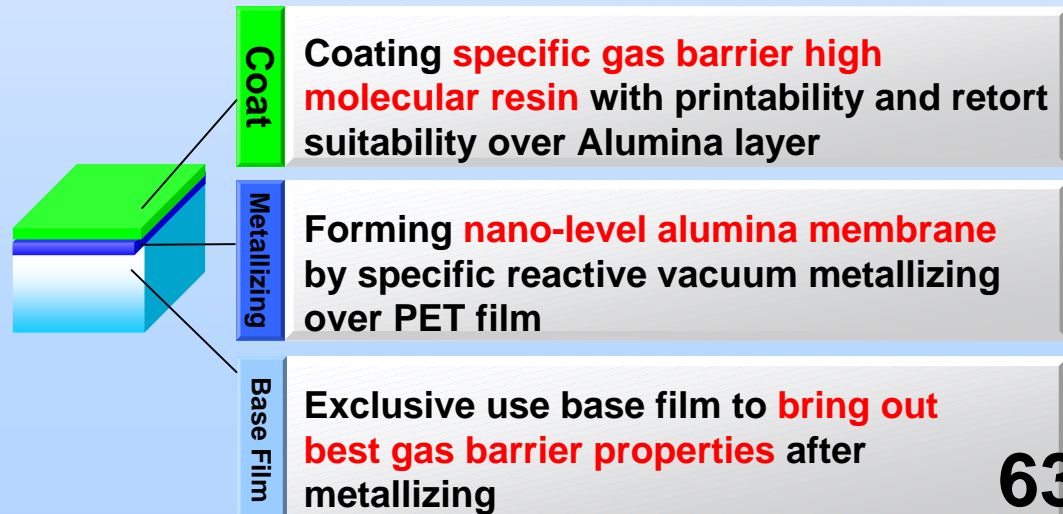 Coat
Coating specific gas barrier high
molecular resin with printability and retort
suitability over Alumina layer
Metallizing
Forming nano-level alumina membrane
by specific reactive vacuum metallizing
over PET film
Base Film
Exclusive use base film to bring out
best gas barrier properties after
metallizing
63